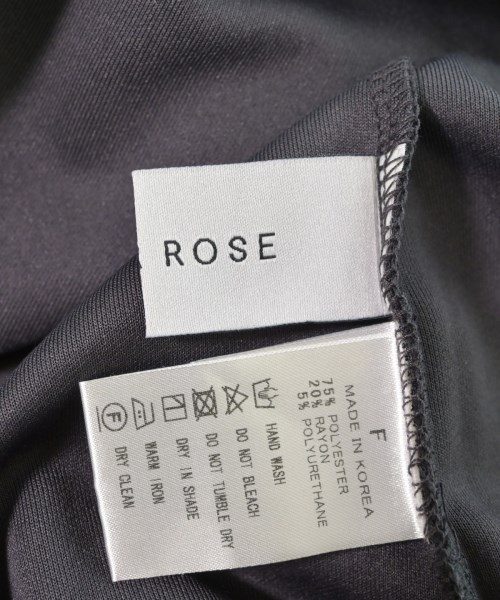 ROSE
F
MADE IN KOREA
75% POLYESTER
20% RAYON
5% POLYURETHANE
HAND WASH
DO NOT BLEACH
DO NOT TUMBLE DRY
DRY IN SHADE
WARM IRON
F DRY CLEAN